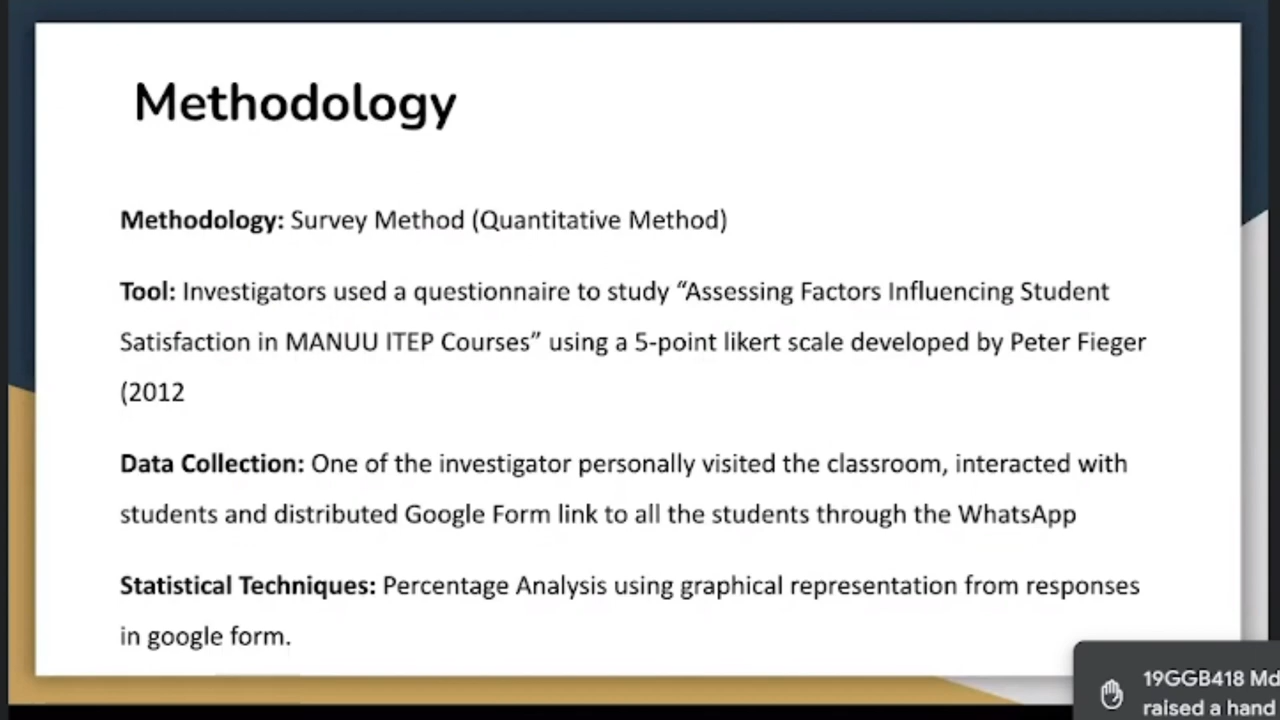 Methodology
Methodology: Survey Method (Quantitative Method)
Tool: Investigators used a questionnaire to study “Assessing Factors Influencing Student
Satisfaction in MANUU ITEP Courses” using a 5-point likert scale developed by Peter Fieger
(2012
Data Collection: One of the investigator personally visited the classroom, interacted with
students and distributed Google Form link to all the students through the WhatsApp
Statistical Techniques: Percentage Analysis using graphical representation from responses
in google form.
19GGB418 Md
raised a hand